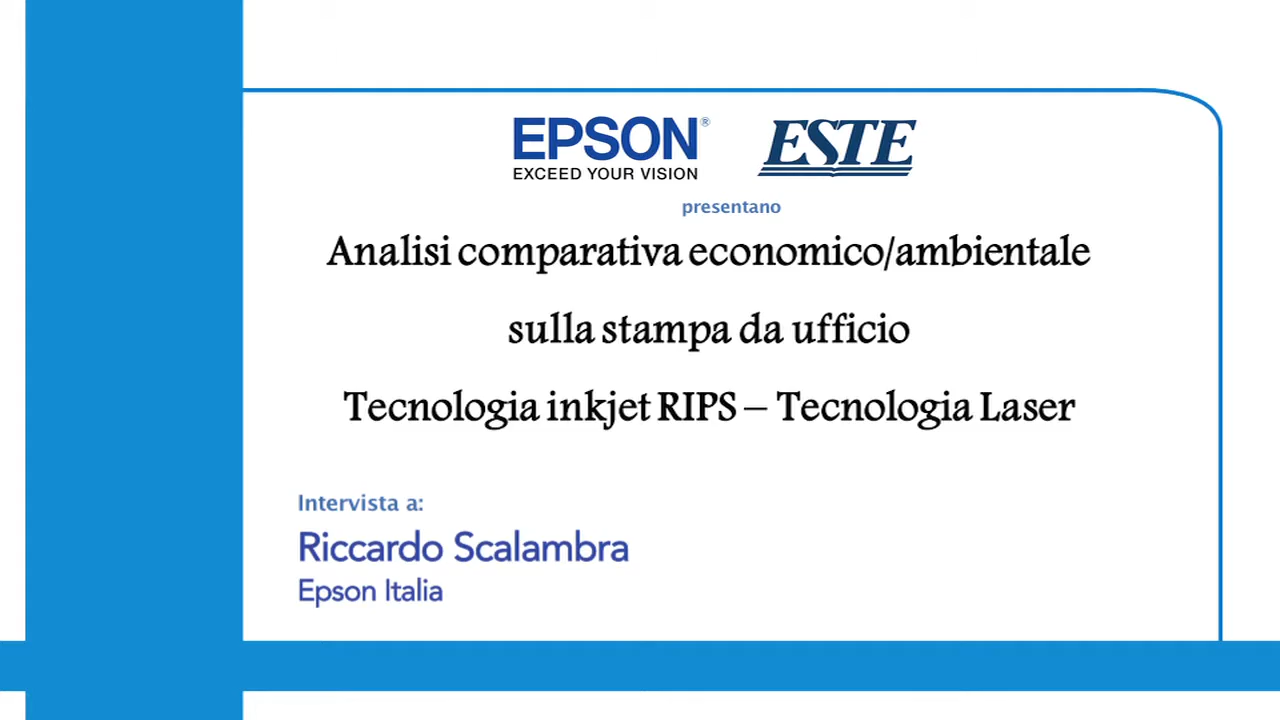 EPSON® ESTE
EXCEED YOUR VISION
presentano
Analisi comparativa economico/ambientale
sulla stampa da ufficio
Tecnologia inkjet RIPS – Tecnologia Laser
Intervista a:
Riccardo Scalambra
Epson Italia